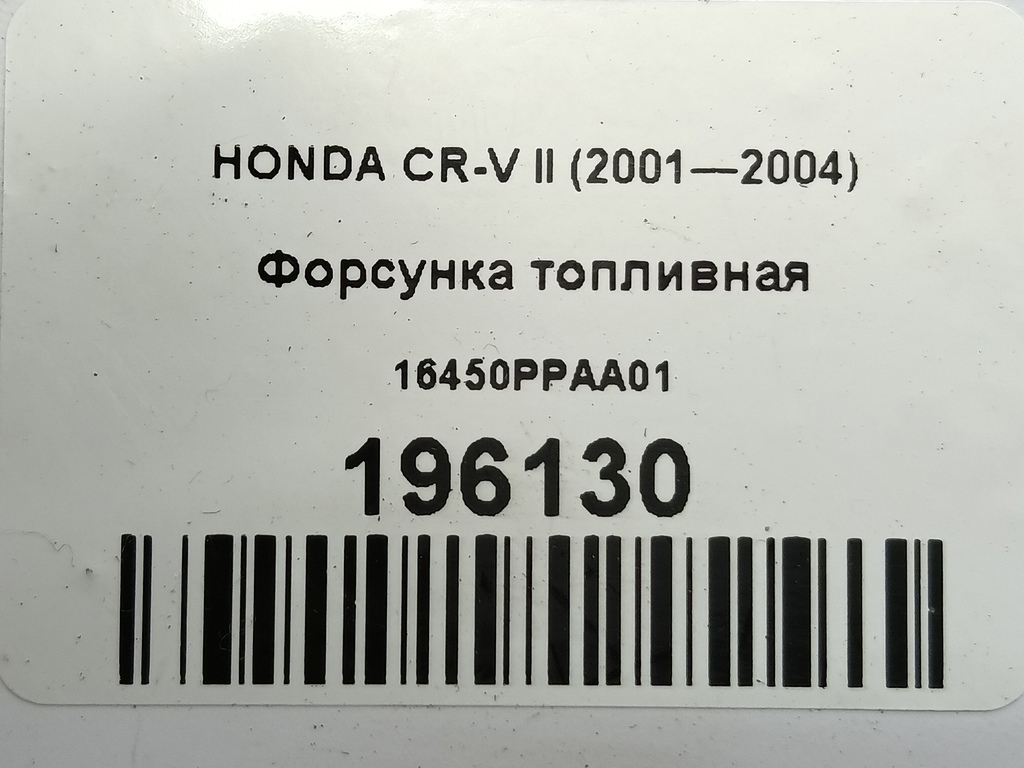 HONDA CR-V II (2001—2004)
Форсунка топливная
16450PPAA01
196130